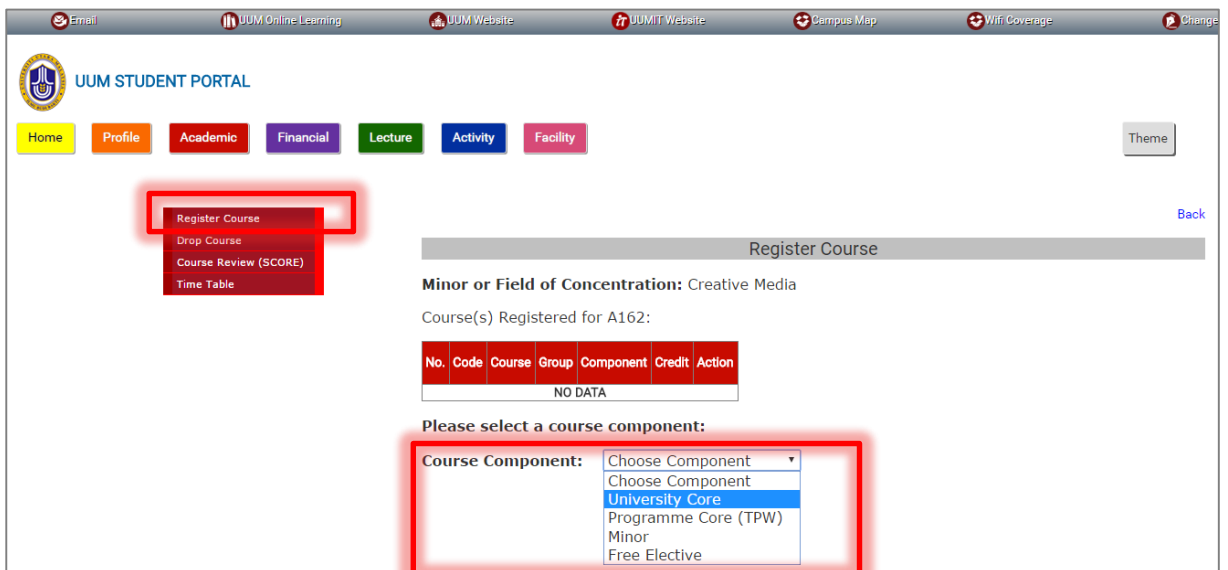 Email UUM Online Learning UUM Website UUMIT Website Campus Map Wifi Coverage Change
UUM STUDENT PORTAL
Home Profile Academic Financial Lecture Activity Facility Theme
Register Course
Drop Course
Course Review (SCORE)
Time Table
Back
Register Course
Minor or Field of Concentration: Creative Media
Course(s) Registered for A162:
No. Code Course Group Component Credit Action
NO DATA
Please select a course component:
Course Component: Choose Component
Choose Component
University Core
Programme Core (TPW)
Minor
Free Elective